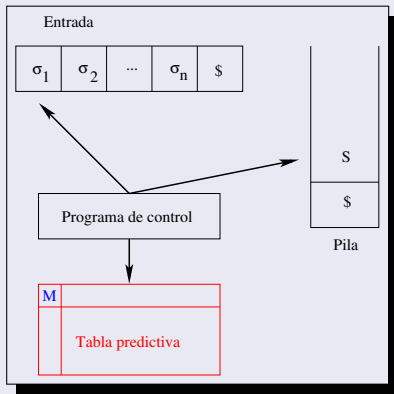 Entrada
σ1 σ2 ... σn $
S
$
Programa de control
Pila
M
Tabla predictiva